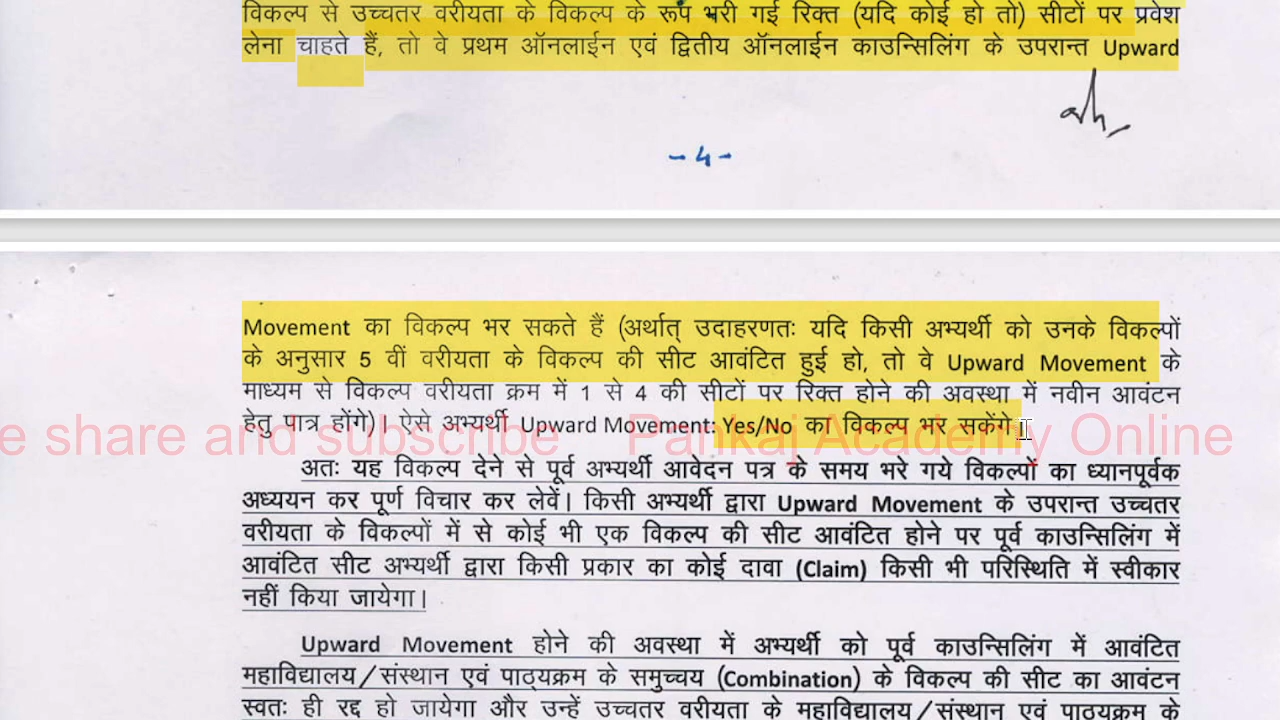 विकल्प से उच्चतर वरीयता के विकल्प के रूप भरी गई रिक्त (यदि कोई हो तो) सीटों पर प्रवेश
लेना चाहते हैं, तो वे प्रथम ऑनलाईन एवं द्वितीय ऑनलाईन काउन्सिलिंग के उपरान्त Upward
-4-
Movement का विकल्प भर सकते हैं (अर्थात् उदाहरणतः यदि किसी अभ्यर्थी को उनके विकल्पों
के अनुसार 5 वीं वरीयता के विकल्प की सीट आवंटित हुई हो, तो वे Upward Movement के
माध्यम से विकल्प वरीयता क्रम में 1 से 4 की सीटों पर रिक्त होने की अवस्था में नवीन आवंटन
हेतु पात्र होंगे)। ऐसे अभ्यर्थी Upward Movement: Yes/No का विकल्प भर सकेंगे।
e share and subscribe Pankaj Academy Online
अतः यह विकल्प देने से पूर्व अभ्यर्थी आवेदन पत्र के समय भरे गये विकल्पों का ध्यानपूर्वक
अध्ययन कर पूर्ण विचार कर लेवें। किसी अभ्यर्थी द्वारा Upward Movement के उपरान्त उच्चतर
वरीयता के विकल्पों में से कोई भी एक विकल्प की सीट आवंटित होने पर पूर्व काउन्सिलिंग में
आवंटित सीट अभ्यर्थी द्वारा किसी प्रकार का कोई दावा (Claim) किसी भी परिस्थिति में स्वीकार
नहीं किया जायेगा।
Upward Movement होने की अवस्था में अभ्यर्थी को पूर्व काउन्सिलिंग में आवंटित
महाविद्यालय/संस्थान एवं पाठ्यक्रम के समुच्चय (Combination) के विकल्प की सीट का आवंटन
स्वतः ही रद्द हो जायेगा और उन्हें उच्चतर वरीयता के महाविद्यालय/संस्थान एवं पाठ्यक्रम के